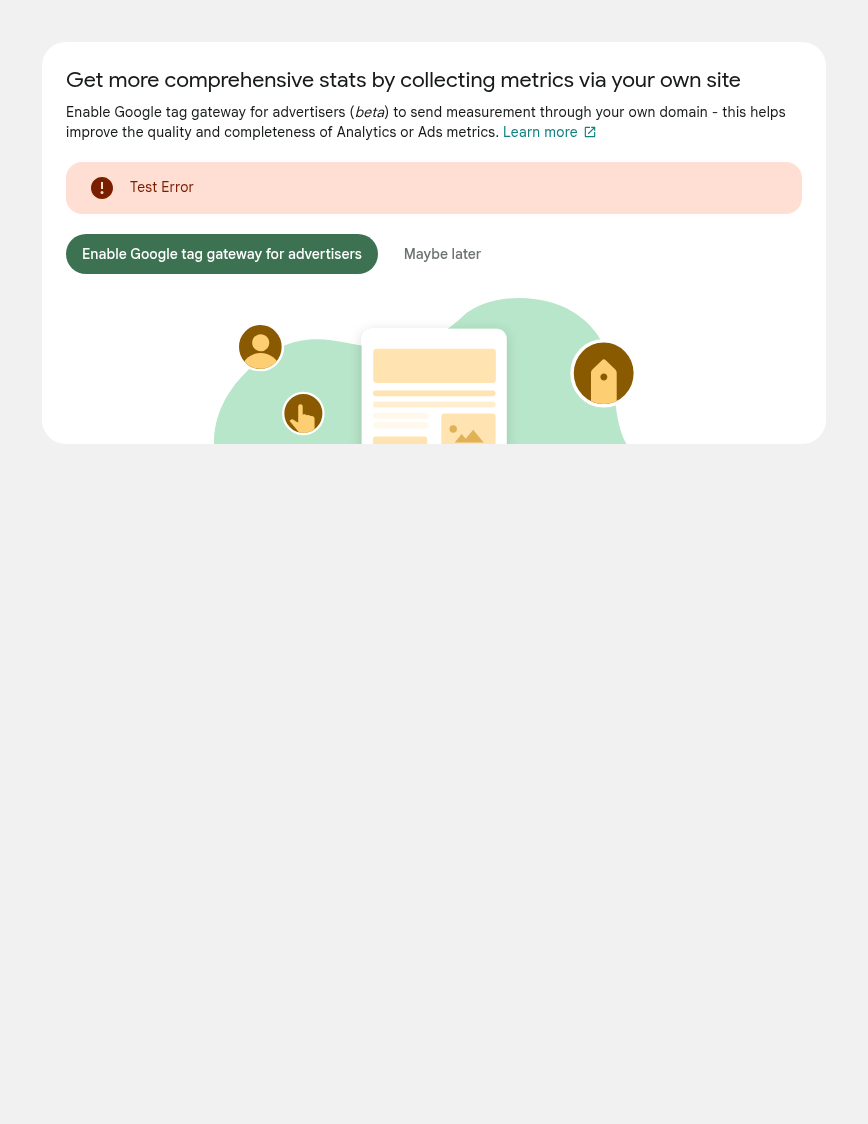 Get more comprehensive stats by collecting metrics via your own site
Enable Google tag gateway for advertisers (beta) to send measurement through your own domain - this helps
improve the quality and completeness of Analytics or Ads metrics. Learn more
Test Error
Enable Google tag gateway for advertisers
Maybe later